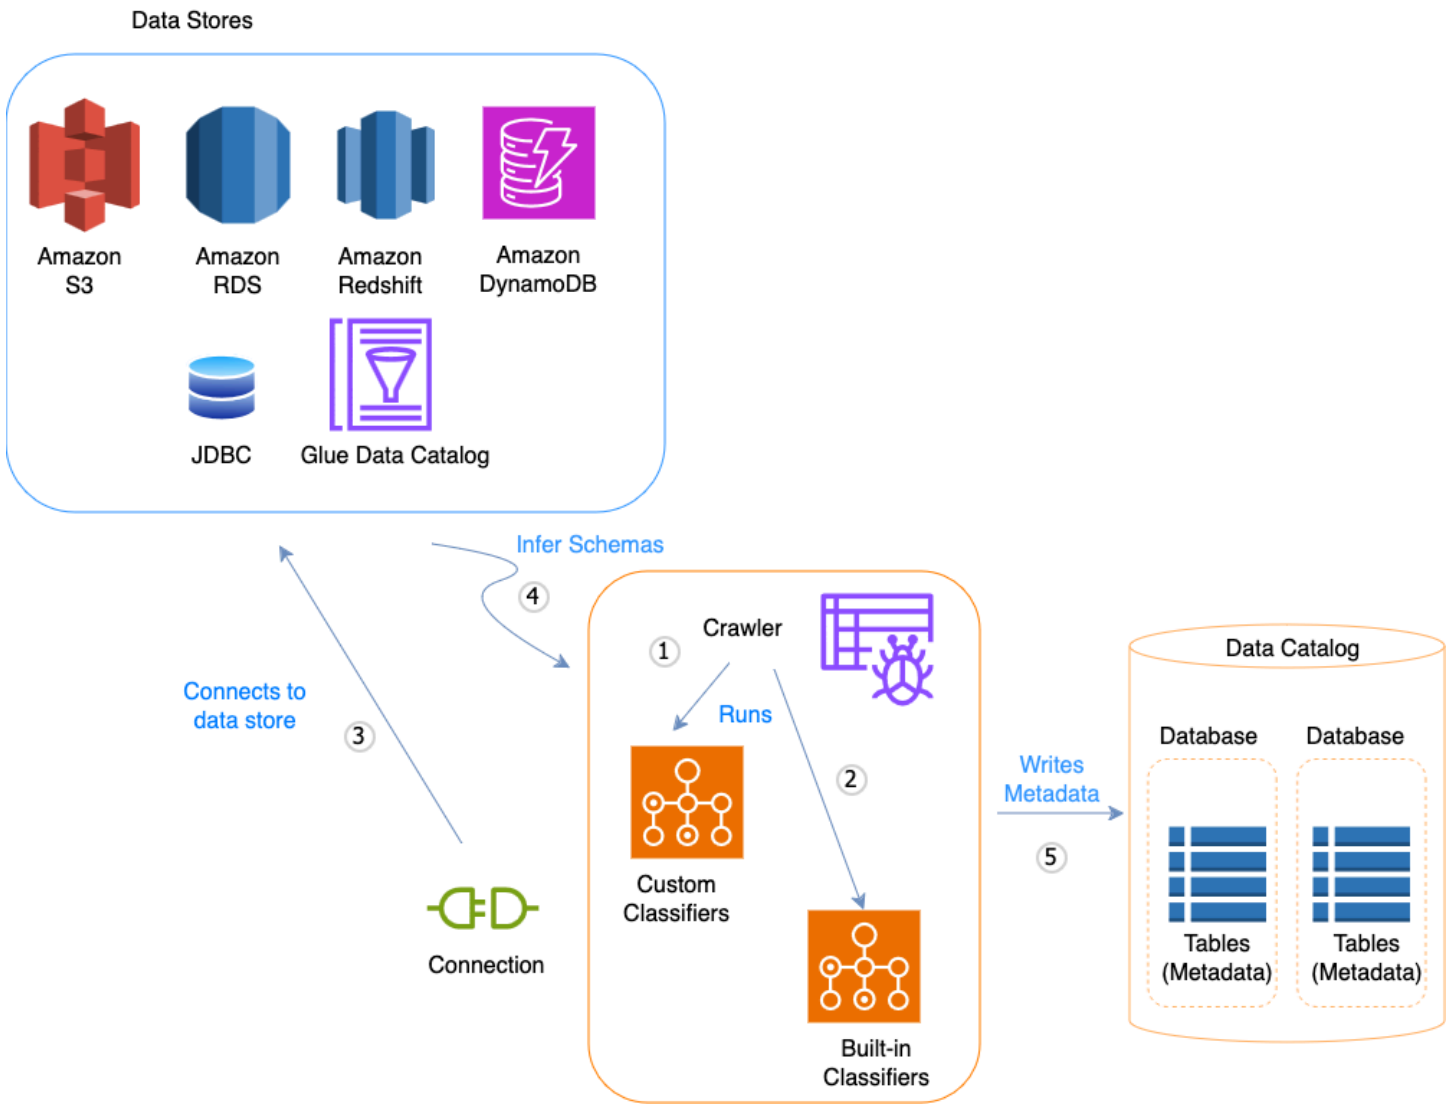 Data Stores
Amazon
S3
Amazon
RDS
Amazon
Redshift
Amazon
DynamoDB
JDBC
Glue Data Catalog
Infer Schemas
4
Connects to
data store
3
Connection
Crawler
1
Runs
2
Custom
Classifiers
Built-in
Classifiers
Writes
Metadata
5
Data Catalog
Database
Tables
(Metadata)
Database
Tables
(Metadata)